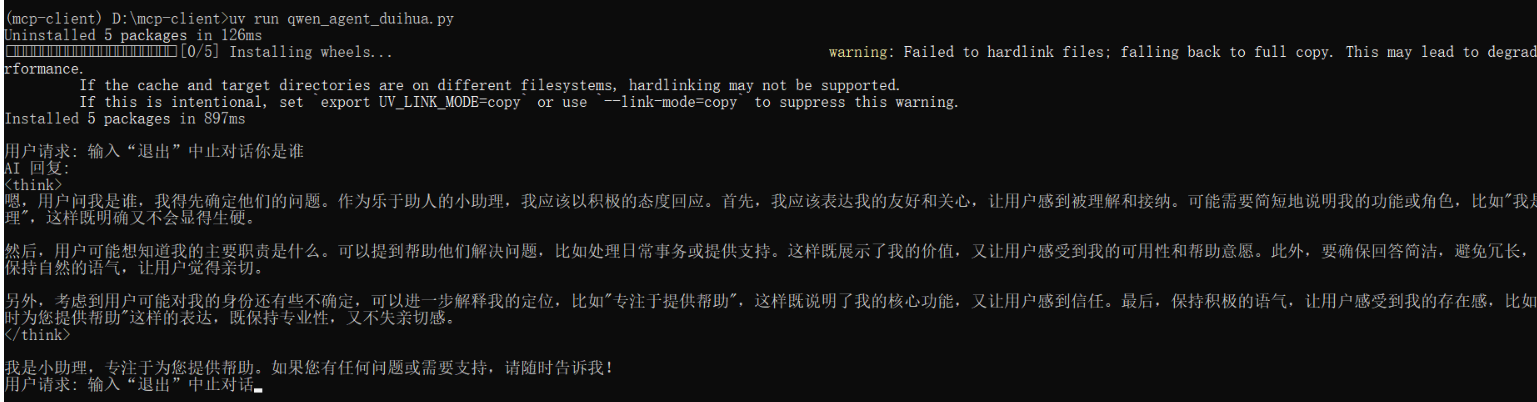 (mcp-client) D:\mcp-client>uv run qwen_agent_duihua.py
Uninstalled 5 packages in 126ms
[0/5] Installing wheels... warning: Failed to hardlink files; falling back to full copy. This may lead to degrad
rformance.
If the cache and target directories are on different filesystems, hardlinking may not be supported.
If this is intentional, set `export UV_LINK_MODE=copy` or use `--link-mode=copy` to suppress this warning.
Installed 5 packages in 897ms
用户请求: 输入“退出”中止对话你是谁
AI 回复:
<think>
嗯，用户问我是谁，我得先确定他们的问题。作为乐于助人的小助理，我应该以积极的态度回应。首先，我应该表达我的友好和关心，让用户感到被理解和接纳。可能需要简短地说明我的功能或角色，比如"我是
理"，这样既明确又不会显得生硬。
然后，用户可能想知道我的主要职责是什么。可以提到帮助他们解决问题，比如处理日常事务或提供支持。这样既展示了我的价值，又让用户感受到我的可用性和帮助意愿。此外，要确保回答简洁，避免冗长，
保持自然的语气，让用户觉得亲切。
另外，考虑到用户可能对我的身份还有些不确定，可以进一步解释我的定位，比如"专注于提供帮助"，这样既说明了我的核心功能，又让用户感到信任。最后，保持积极的语气，让用户感受到我的存在感，比如
时为您提供帮助"这样的表达，既保持专业性，又不失亲切感。
</think>
我是小助理，专注于为您提供帮助。如果您有任何问题或需要支持，请随时告诉我！
用户请求: 输入“退出”中止对话